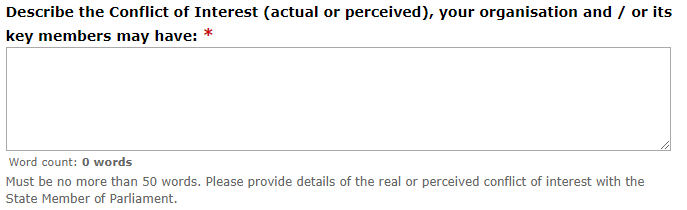 Describe the Conflict of Interest (actual or perceived), your organisation and / or its
key members may have: *
Word count: 0 words
Must be no more than 50 words. Please provide details of the real or perceived conflict of interest with the
State Member of Parliament.